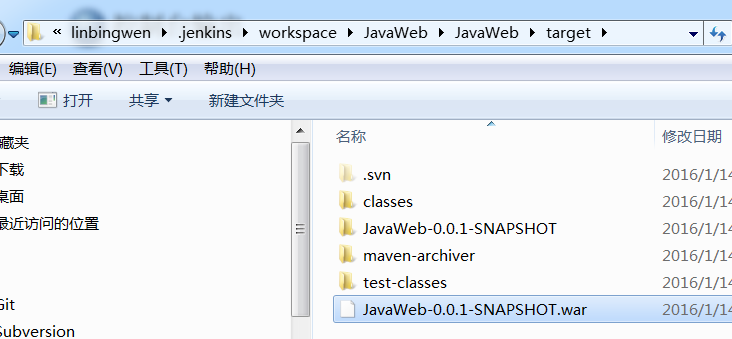 « linbingwen ▸ .jenkins ▸ workspace ▸ JavaWeb ▸ JavaWeb ▸ target ▸
编辑(E) 查看(V) 工具(T) 帮助(H)
打开 共享 新建文件夹
藏夹
下载
桌面
最近访问的位置
Git
Subversion
名称 修改日期
.svn 2016/1/14
classes 2016/1/14
JavaWeb-0.0.1-SNAPSHOT 2016/1/14
maven-archiver 2016/1/14
test-classes 2016/1/14
JavaWeb-0.0.1-SNAPSHOT.war 2016/1/14